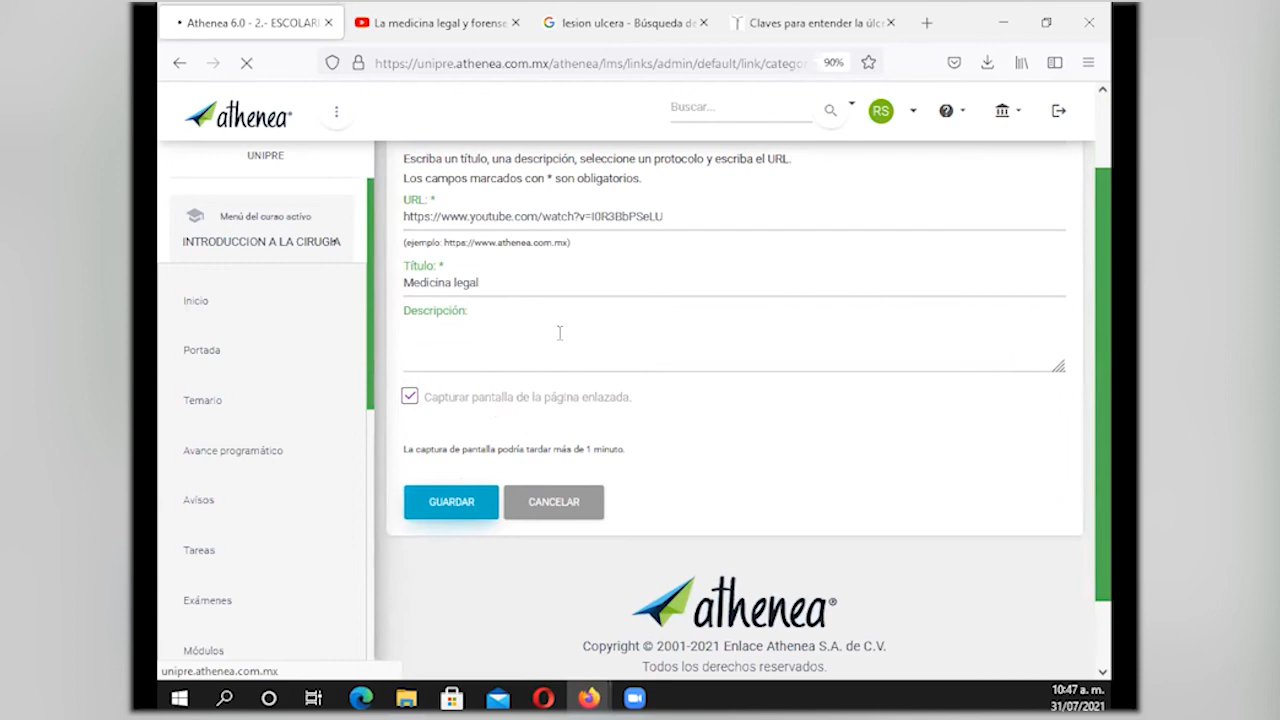 Athenea 6.0 - 2.- ESCOLARI
La medicina legal y forense
lesion ulcera - Búsqueda de
Claves para entender la úlce
https://unipre.athenea.com.mx/athenea/lms/links/admin/default/link/catego
90%
athenea®
Buscar...
RS
UNIPRE
Menú del curso activo
INTRODUCCION A LA CIRUGIA
Inicio
Portada
Temario
Avance programático
Avisos
Tareas
Exámenes
Módulos
Escriba un título, una descripción, seleccione un protocolo y escriba el URL.
Los campos marcados con * son obligatorios.
URL: *
https://www.youtube.com/watch?v=I0R3BbPSeLU
(ejemplo: https://www.athenea.com.mx)
Título: *
Medicina legal
Descripción:
Capturar pantalla de la página enlazada.
La captura de pantalla podría tardar más de 1 minuto.
GUARDAR
CANCELAR
athenea®
Copyright © 2001-2021 Enlace Athenea S.A. de C.V.
Todos los derechos reservados.
unipre.athenea.com.mx
10:47 a. m.
31/07/2021